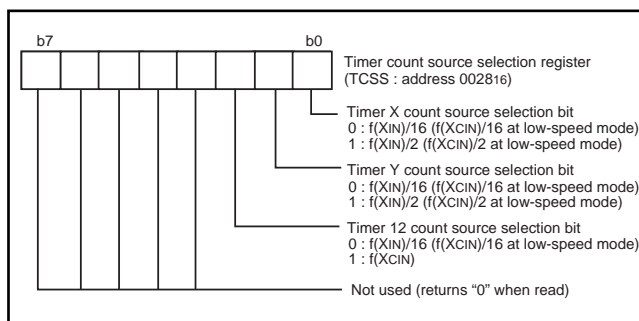 b7 b0
Timer count source selection register
(TCSS : address 002816)
Timer X count source selection bit
0 : f(XIN)/16 (f(XCIN)/16 at low-speed mode)
1 : f(XIN)/2 (f(XCIN)/2 at low-speed mode)
Timer Y count source selection bit
0 : f(XIN)/16 (f(XCIN)/16 at low-speed mode)
1 : f(XIN)/2 (f(XCIN)/2 at low-speed mode)
Timer 12 count source selection bit
0 : f(XIN)/16 (f(XCIN)/16 at low-speed mode)
1 : f(XCIN)
Not used (returns “0” when read)